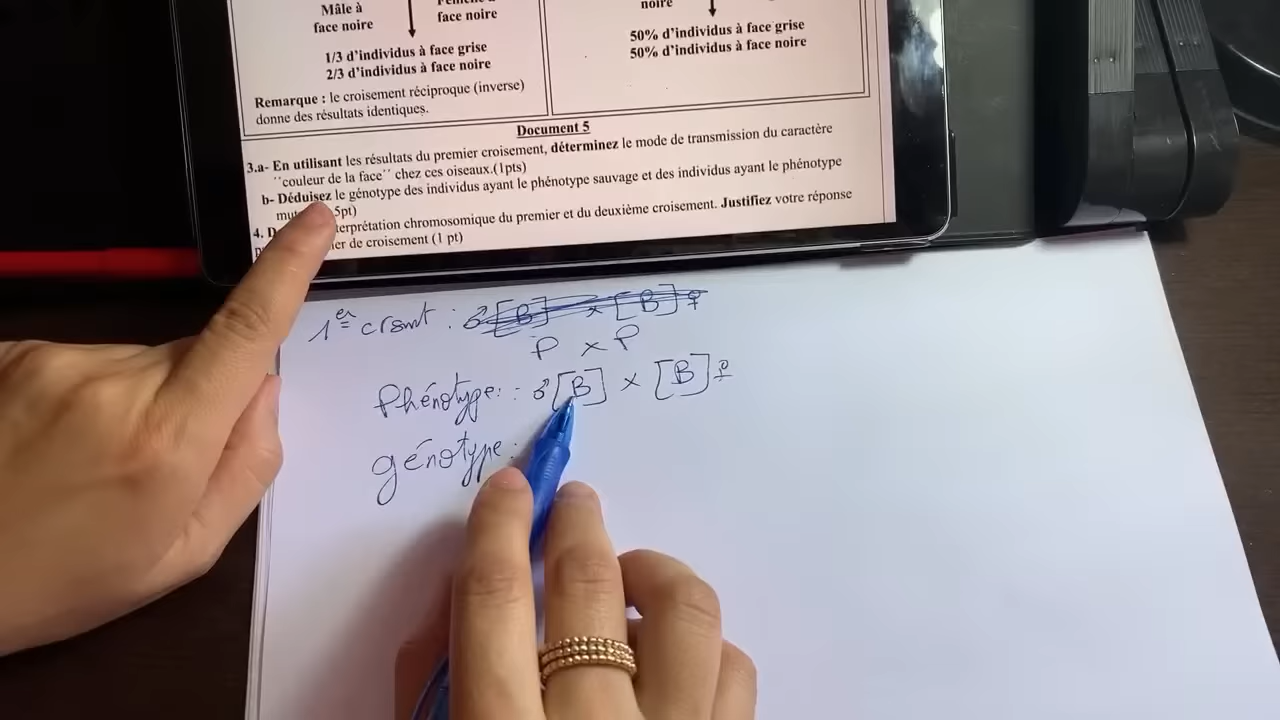 Mâle à
face noire
face noire
1/3 d'individus à face grise
2/3 d'individus à face noire
Remarque : le croisement réciproque (inverse)
donne des résultats identiques.
noire
50% d'individus à face grise
50% d'individus à face noire
Document 5
3.a- En utilisant les résultats du premier croisement, déterminez le mode de transmission du caractère
''couleur de la face'' chez ces oiseaux.(1pts)
b- Déduisez le génotype des individus ayant le phénotype sauvage et des individus ayant le phénotype
5pt)
4. terprétation chromosomique du premier et du deuxième croisement. Justifiez votre réponse
de croisement (1 pt)
1er crsmt : ♂[B] x [B]♀
P x P
Phénotype : ♂[B] x [B]♀
génotype :